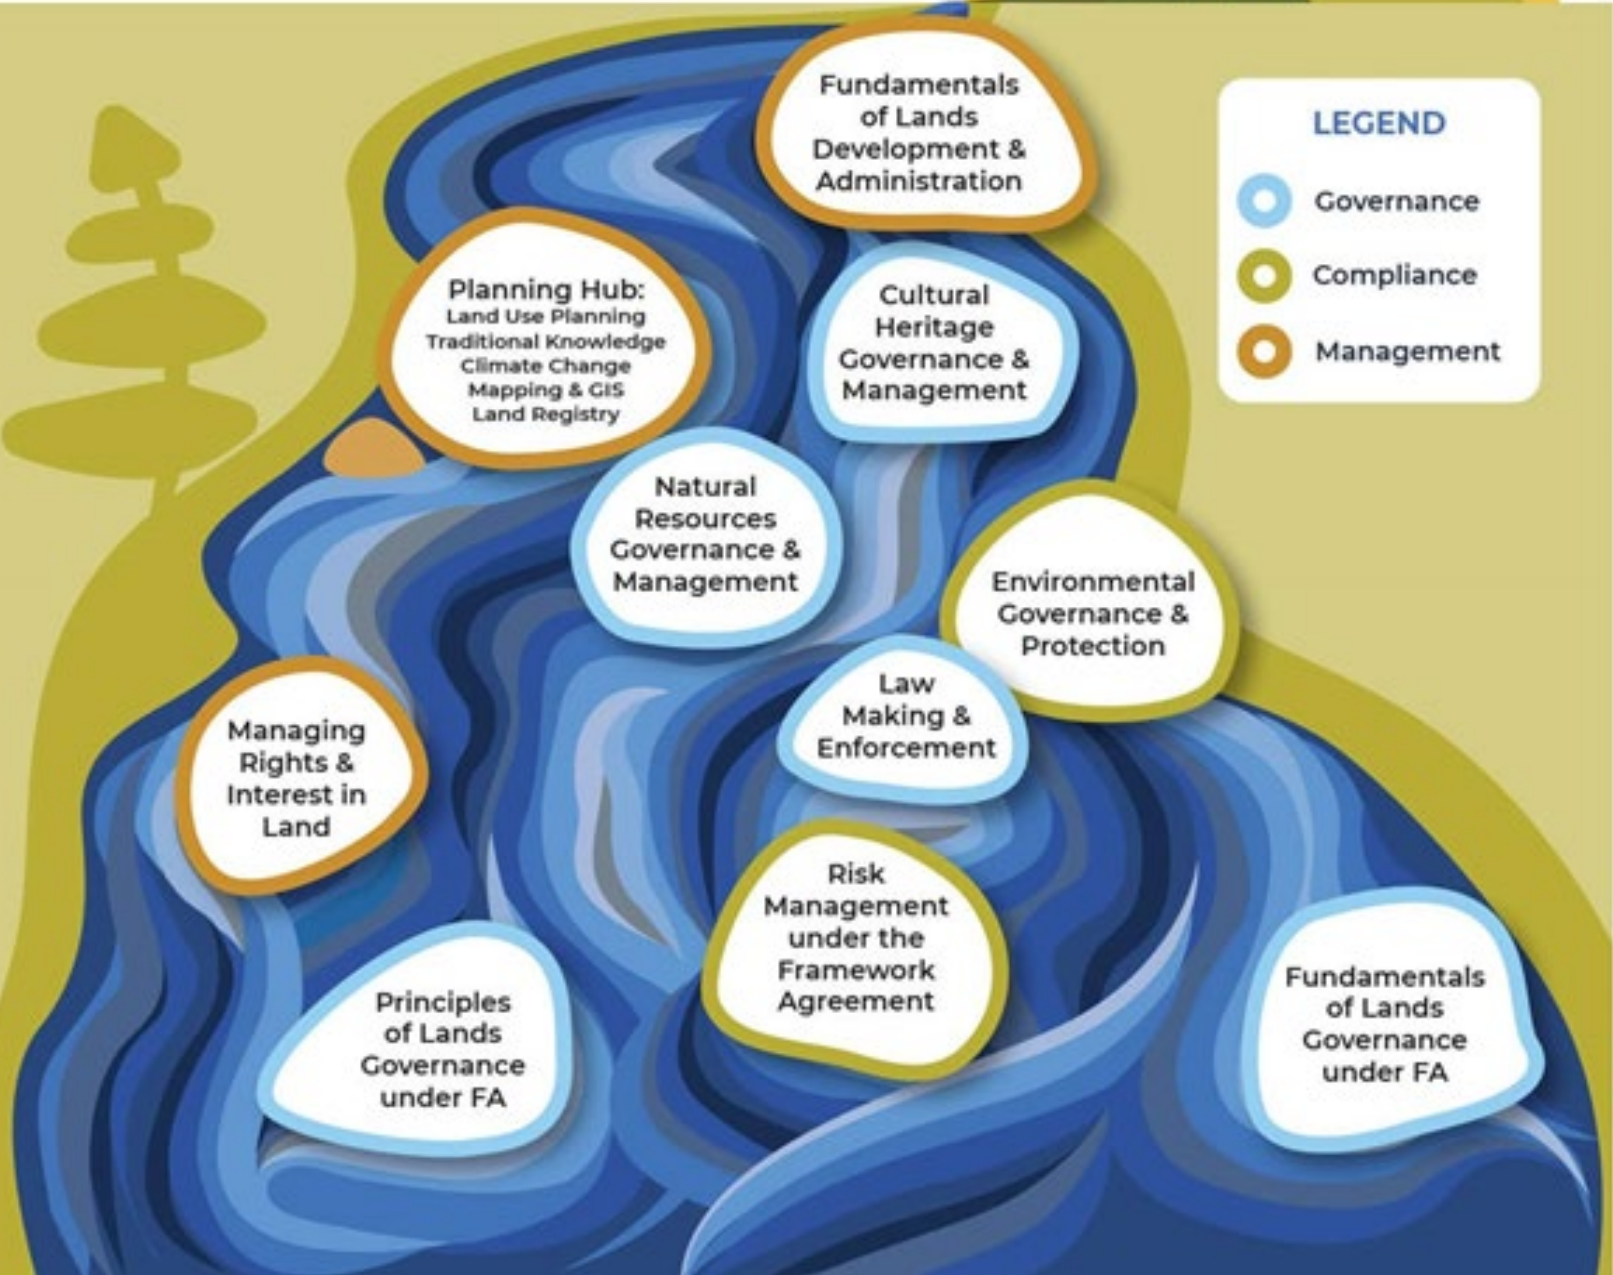 Fundamentals
of Lands
Development &
Administration
LEGEND
Governance
Compliance
Management
Planning Hub:
Land Use Planning
Traditional Knowledge
Climate Change
Mapping & GIS
Land Registry
Cultural
Heritage
Governance &
Management
Natural
Resources
Governance &
Management
Environmental
Governance &
Protection
Law
Making &
Enforcement
Managing
Rights &
Interest in
Land
Risk
Management
under the
Framework
Agreement
Principles
of Lands
Governance
under FA
Fundamentals
of Lands
Governance
under FA